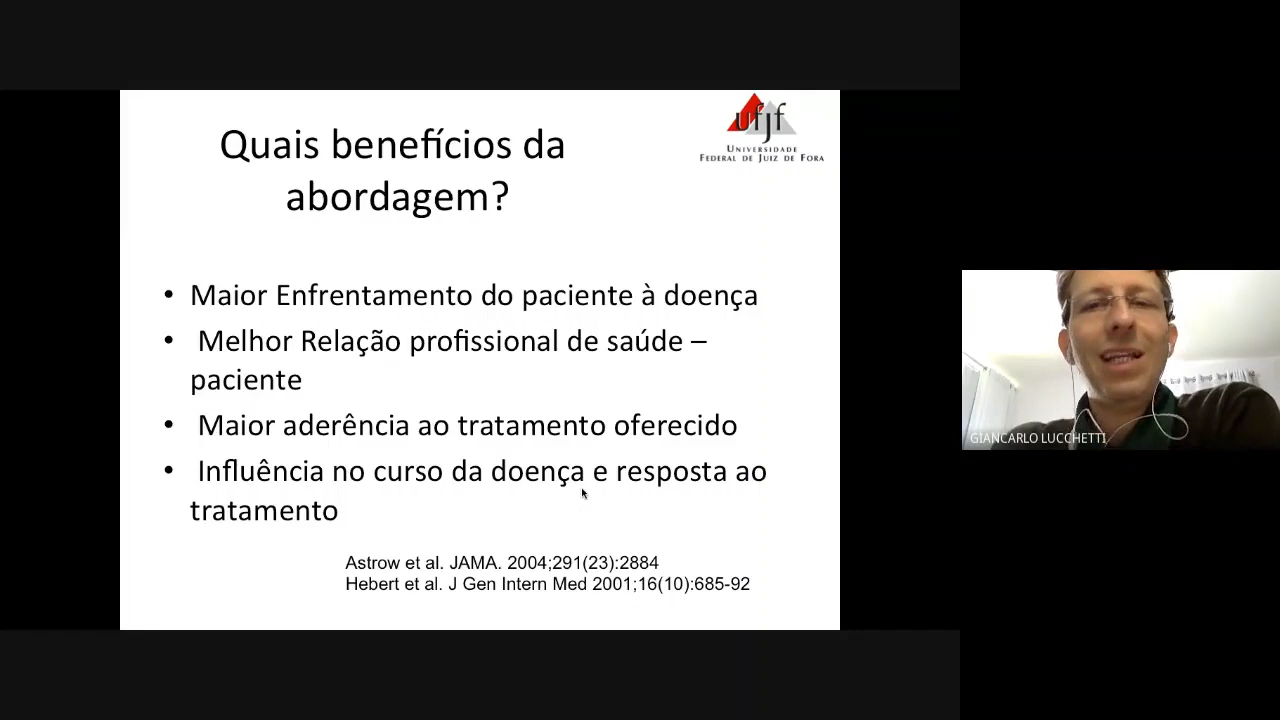 ufjf
UNIVERSIDADE
FEDERAL DE JUIZ DE FORA
Quais benefícios da
abordagem?
• Maior Enfrentamento do paciente à doença
• Melhor Relação profissional de saúde –
paciente
• Maior aderência ao tratamento oferecido
• Influência no curso da doença e resposta ao
tratamento
Astrow et al. JAMA. 2004;291(23):2884
Hebert et al. J Gen Intern Med 2001;16(10):685-92
GIANCARLO LUCCHETTI